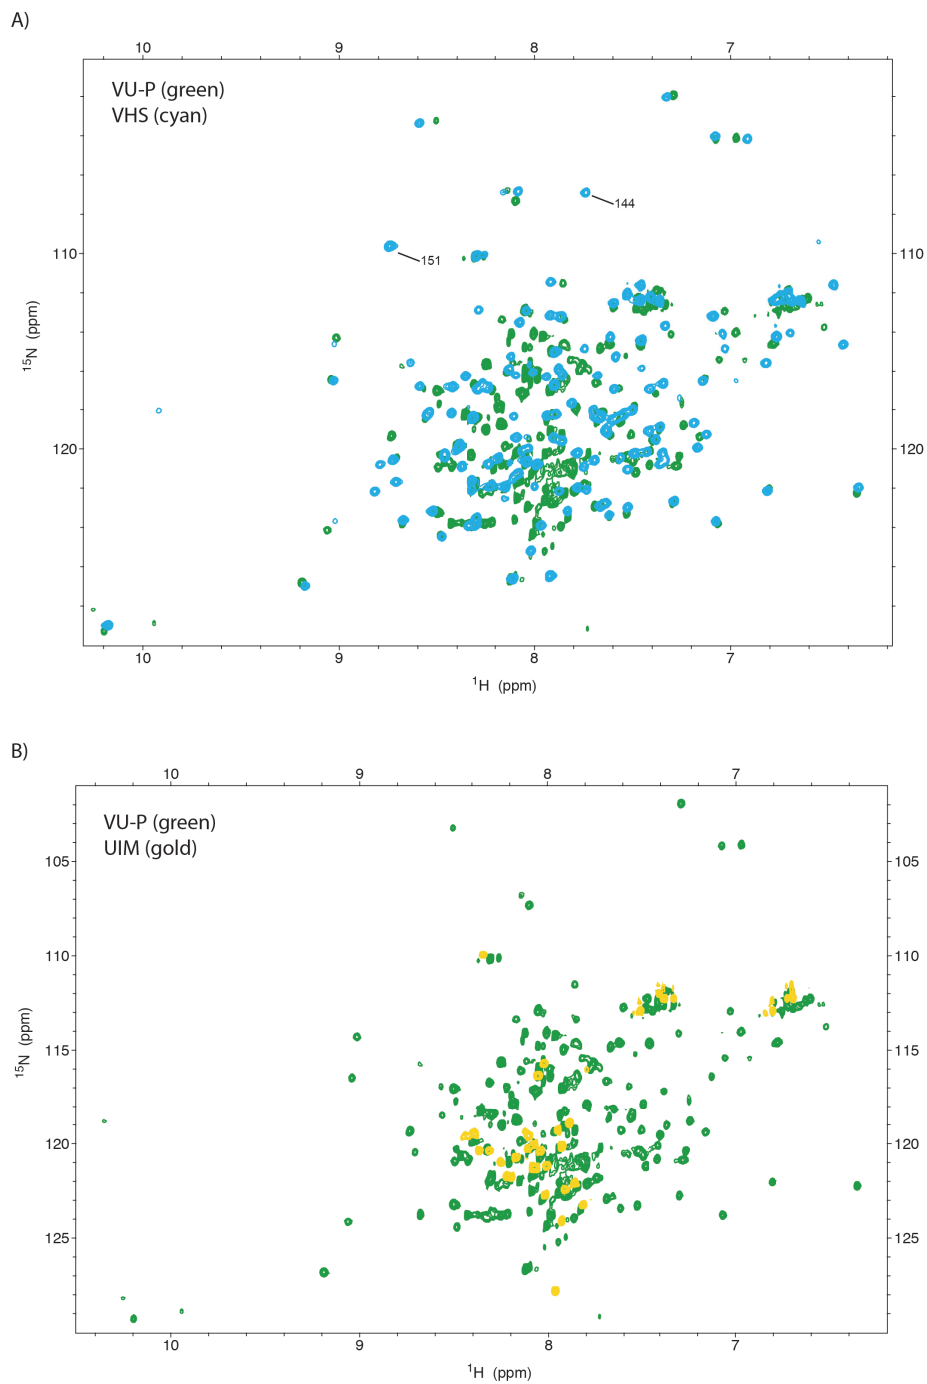 A)
10 9 8 7
VU-P (green)
VHS (cyan)
144
110 110
151
¹⁵N (ppm)
120 120
10 9 8 7
¹H (ppm)
B)
10 9 8 7
VU-P (green)
UIM (gold)
105 105
110 110
115 115
¹⁵N (ppm)
120 120
125 125
10 9 8 7
¹H (ppm)